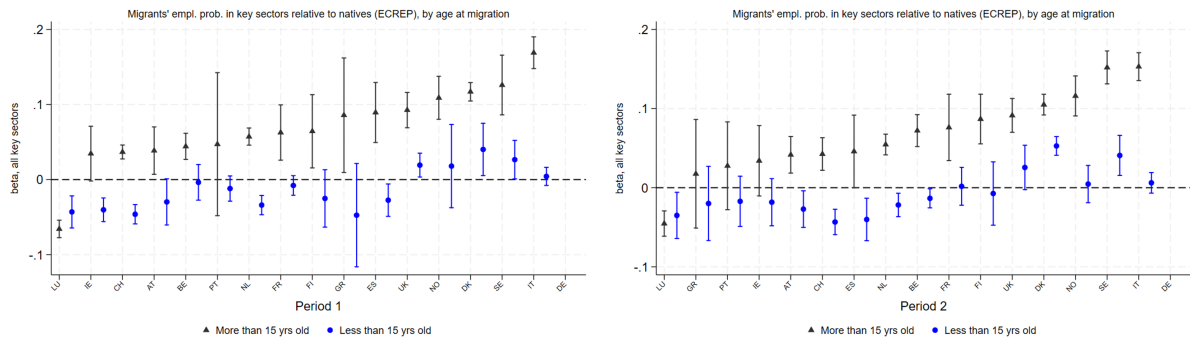 Migrants' empl. prob. in key sectors relative to natives (ECREP), by age at migration
.2
.1
0
-.1
beta, all key sectors
LU IE CH AT BE PT NL FR FI GR ES UK NO DK SE IT DE
Period 1
More than 15 yrs old Less than 15 yrs old
Migrants' empl. prob. in key sectors relative to natives (ECREP), by age at migration
.2
.1
0
-.1
beta, all key sectors
LU GR PT IE AT CH ES NL BE FR FI UK DK NO SE IT DE
Period 2
More than 15 yrs old Less than 15 yrs old